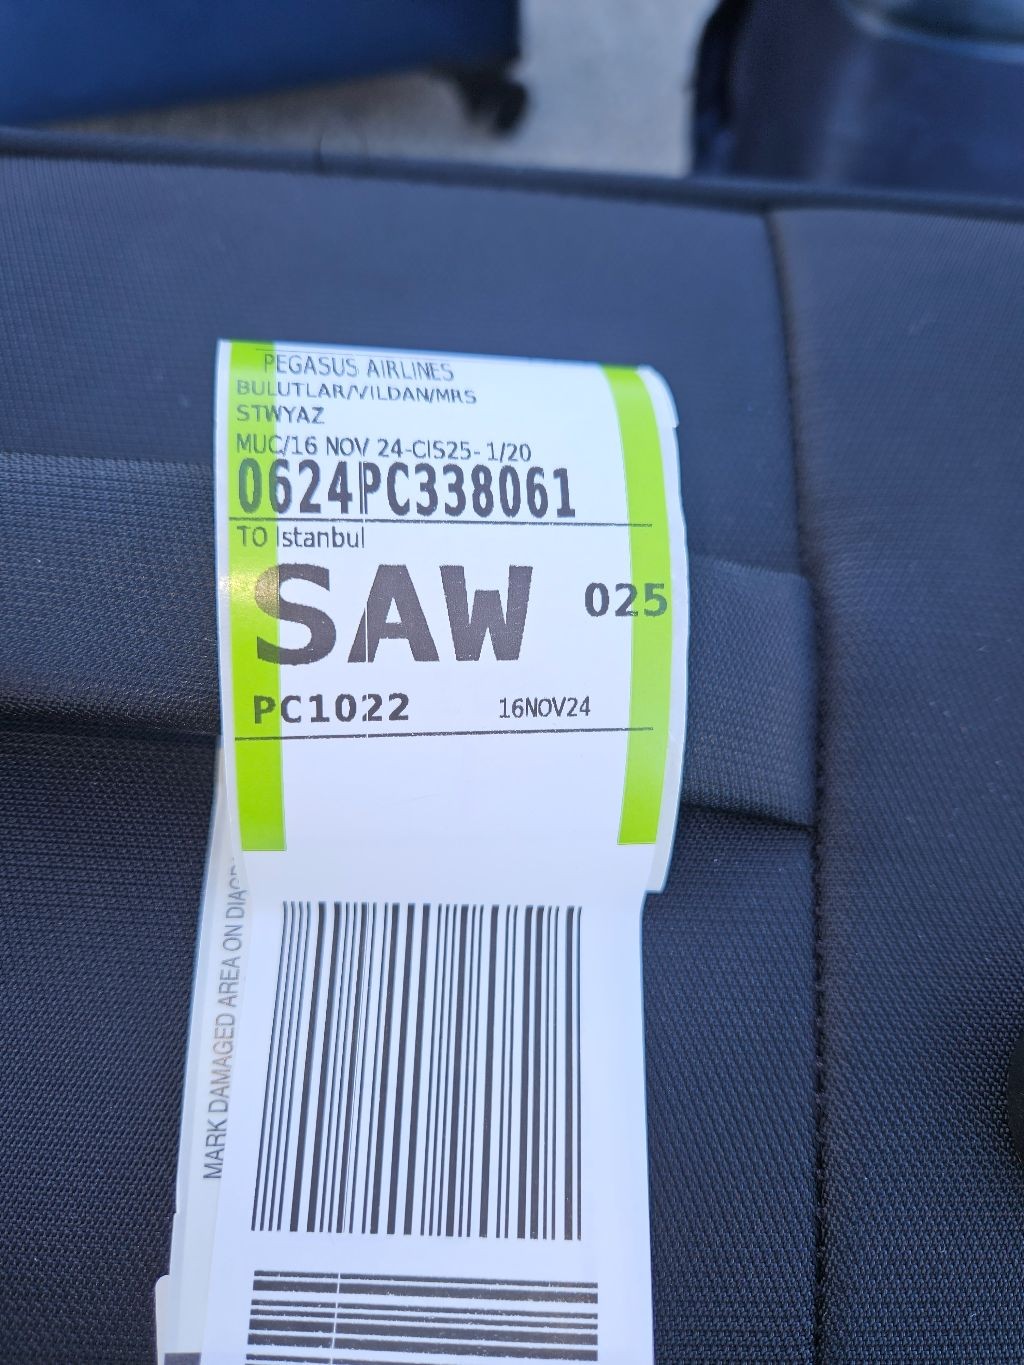 PEGASUS AIRLINES
BULUTLAR/VILDAN/MRS
STWYAZ
MUC/16 NOV 24-CIS25- 1/20
0624PC338061
TO Istanbul
SAW 025
PC1022 16NOV24
MARK DAMAGED AREA ON